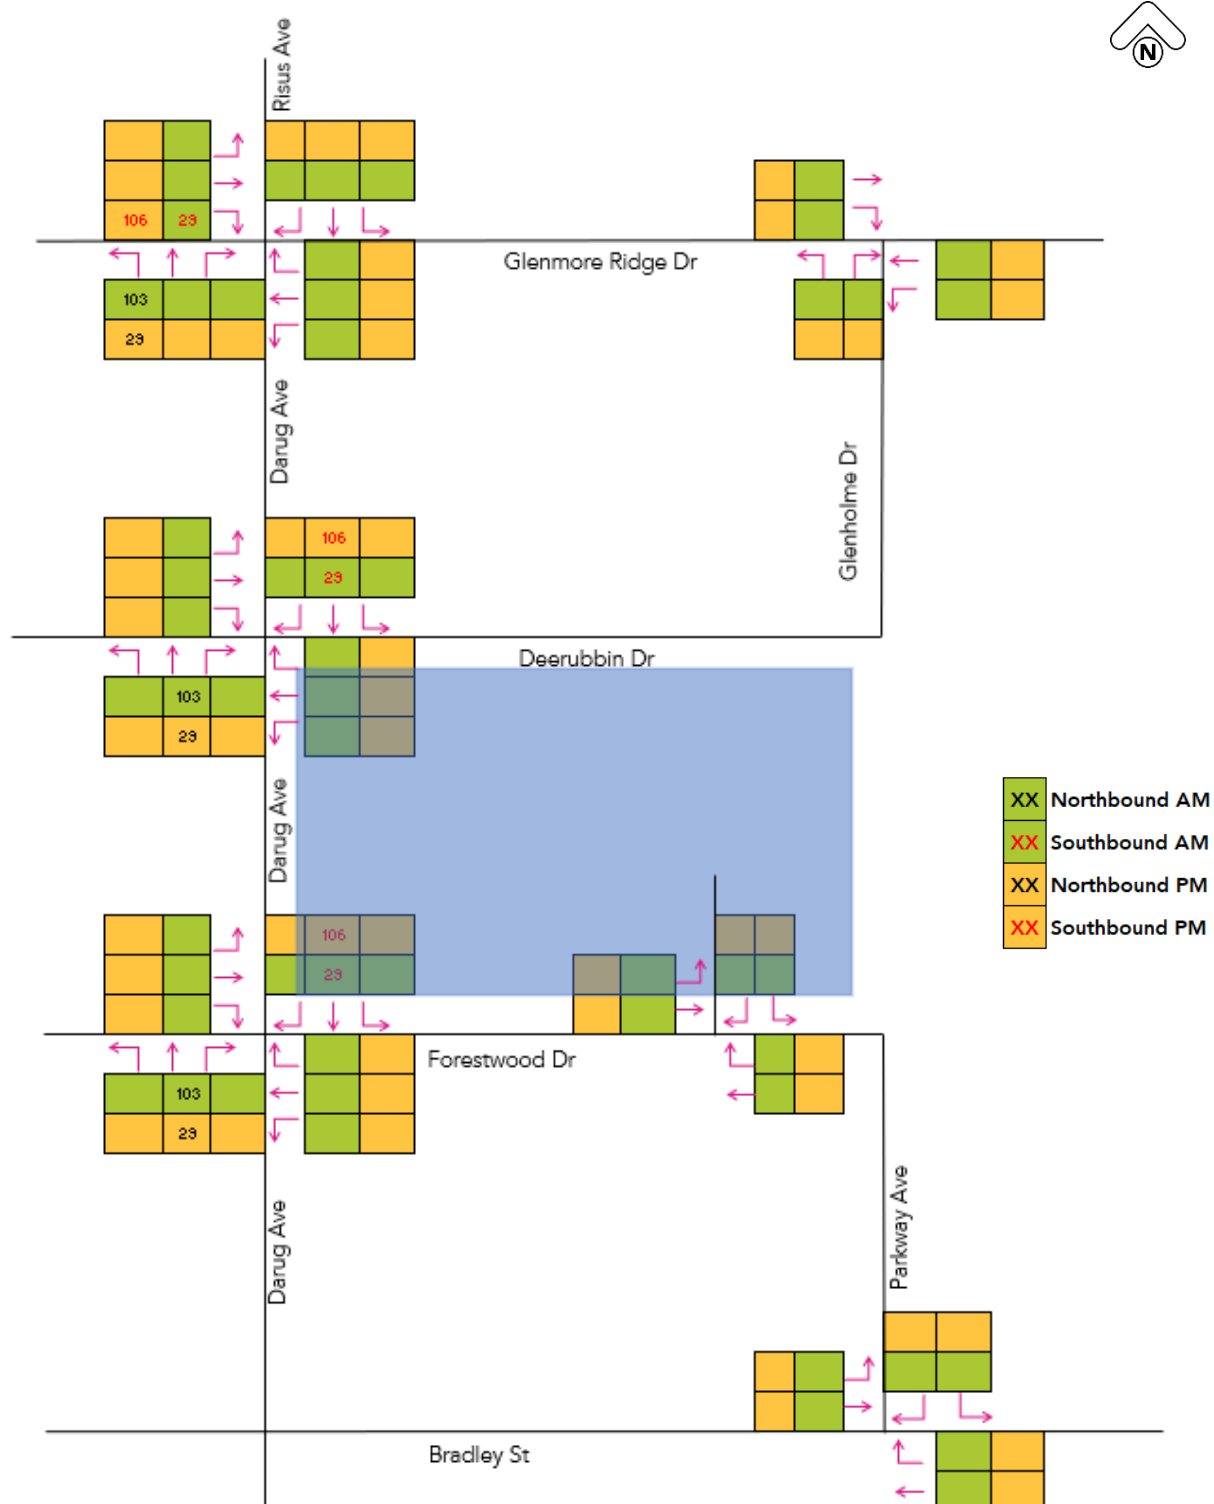 N
Risus Ave
106 29
Glenmore Ridge Dr
103
29
Darug Ave
Glenholme Dr
106
29
Deerubbin Dr
103
29
Darug Ave
XX Northbound AM
XX Southbound AM
XX Northbound PM
XX Southbound PM
106
29
Forestwood Dr
103
29
Darug Ave
Parkway Ave
Bradley St